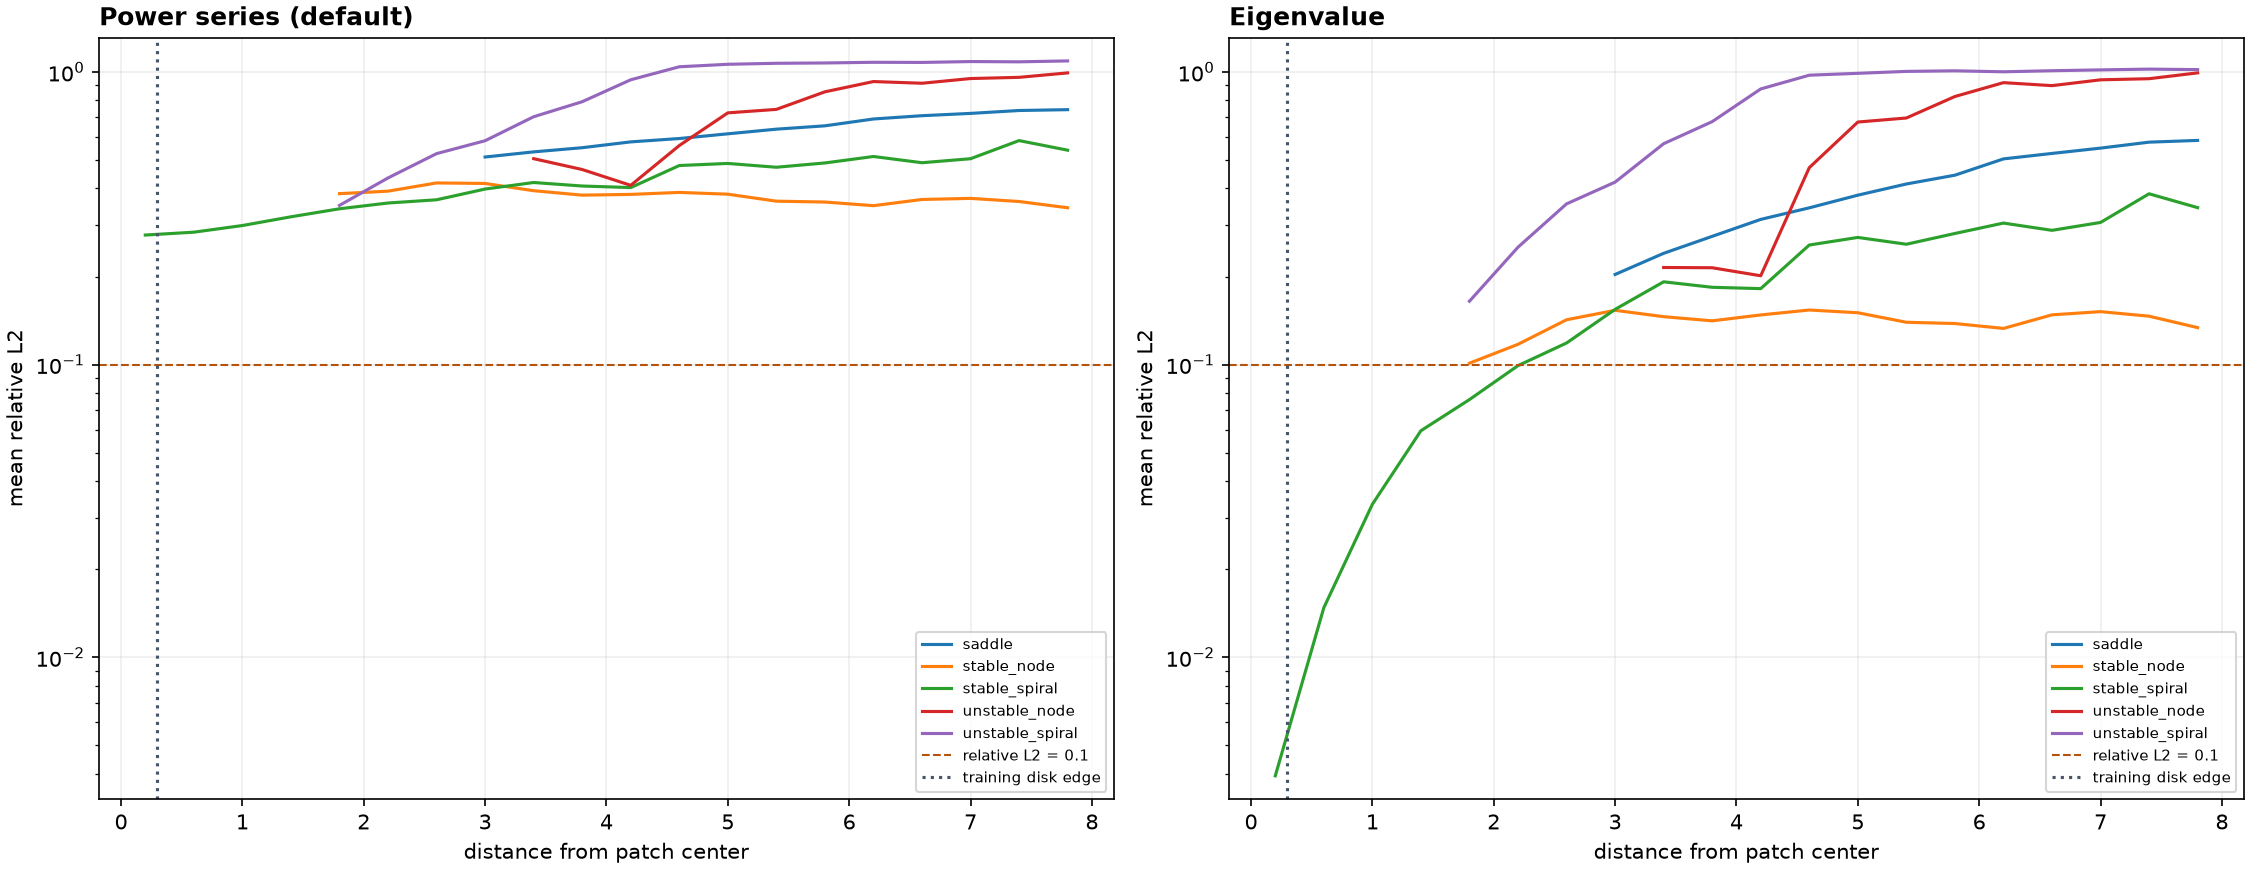 Power series (default)
mean relative L2
10^0
10^-1
10^-2
0 1 2 3 4 5 6 7 8
distance from patch center
saddle
stable_node
stable_spiral
unstable_node
unstable_spiral
relative L2 = 0.1
training disk edge
Eigenvalue
mean relative L2
10^0
10^-1
10^-2
0 1 2 3 4 5 6 7 8
distance from patch center
saddle
stable_node
stable_spiral
unstable_node
unstable_spiral
relative L2 = 0.1
training disk edge